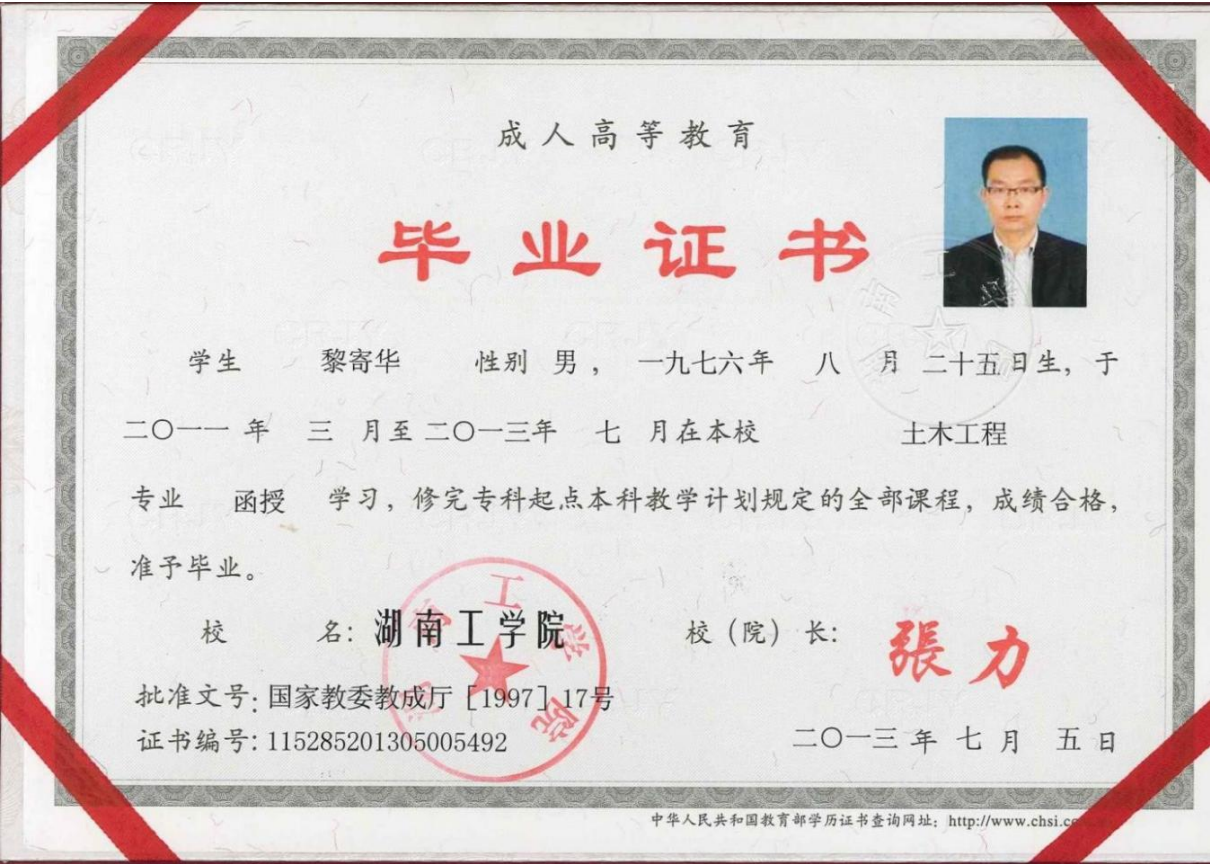 成人高等教育
毕业证书
学生 黎寄华 性别 男, 一九七六年 八 月 二十五日生, 于
二〇一一 年 三 月至 二〇一三年 七 月在本校 土木工程
专业 函授 学习, 修完专科起点本科教学计划规定的全部课程, 成绩合格,
准予毕业。
校 名: 湖南工学院 校(院)长: 張力
湖南工学院
批准文号: 国家教委教成厅[1997]17号
证书编号: 115285201305005492 二〇一三 年 七 月 五 日
中华人民共和国教育部学历证书查询网址: http://www.chsi.c